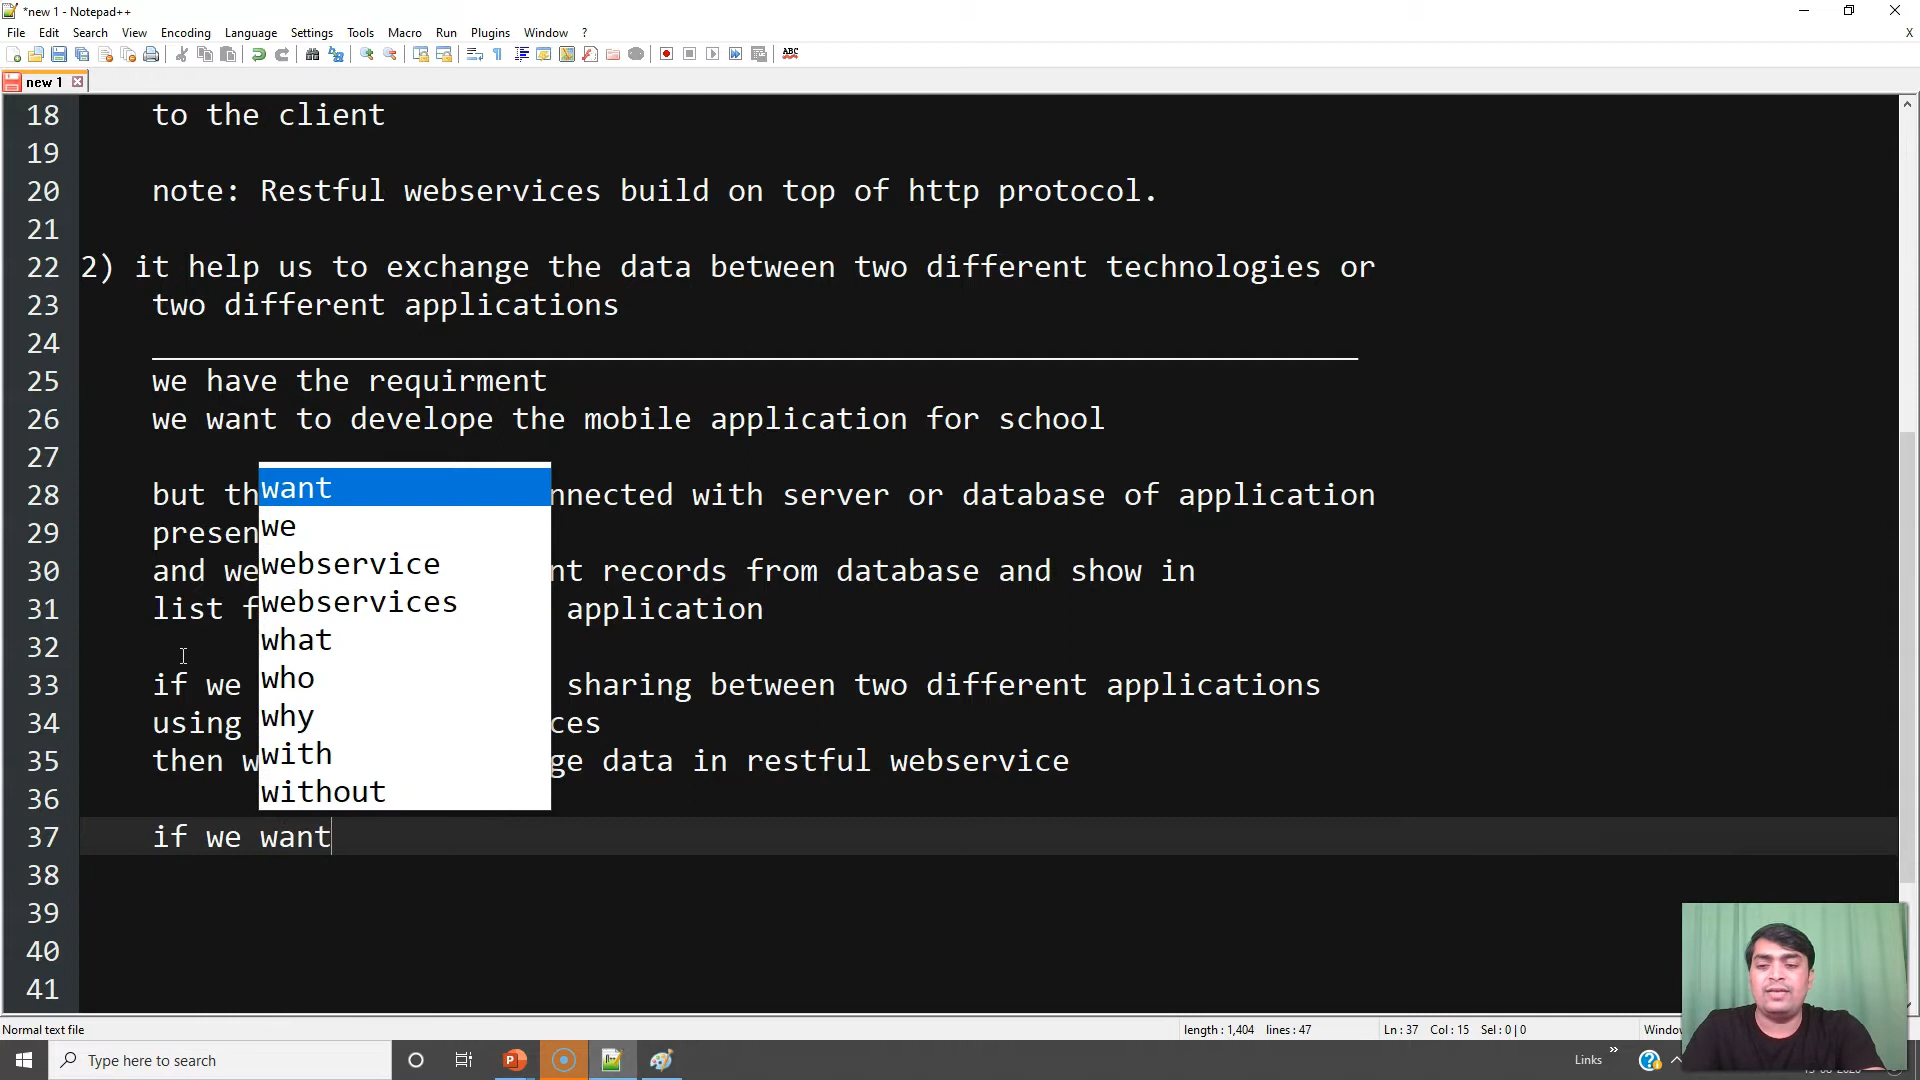 *new 1 - Notepad++
File Edit Search View Encoding Language Settings Tools Macro Run Plugins Window ?
X
ABC
new 1
18 to the client
19
20 note: Restful webservices build on top of http protocol.
21
22 2) it help us to exchange the data between two different technologies or
23 two different applications
24
25 we have the requirment
26 we want to develope the mobile application for school
27
28 but th nnected with server or database of application
29 presen
30 and we nt records from database and show in
31 list f application
32
33 if we sharing between two different applications
34 using ces
35 then w ge data in restful webservice
36
want
we
webservice
webservices
what
who
why
with
without
37 if we want
38
39
40
41
Normal text file length : 1,404 lines : 47 Ln : 37 Col : 15 Sel : 0 | 0 Window
Type here to search
Links